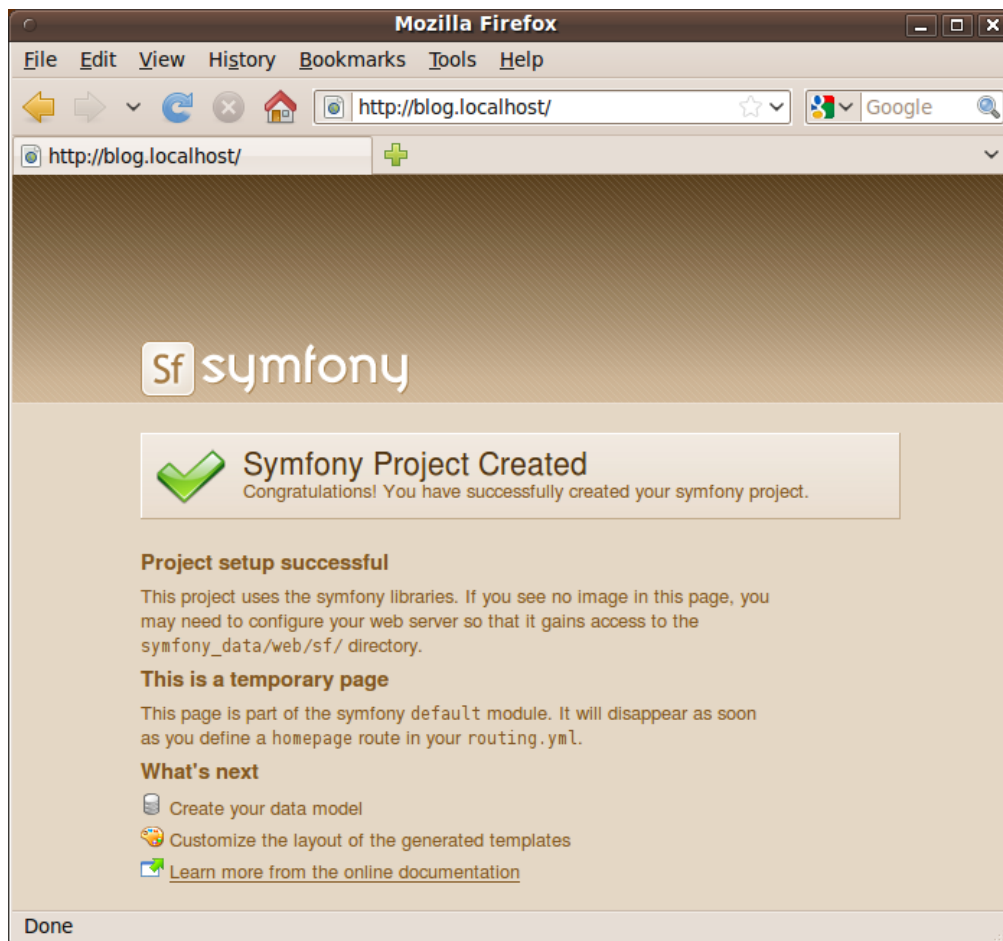 Mozilla Firefox
File Edit View History Bookmarks Tools Help
http://blog.localhost/
Google
http://blog.localhost/
Sf symfony
Symfony Project Created
Congratulations! You have successfully created your symfony project.
Project setup successful
This project uses the symfony libraries. If you see no image in this page, you
may need to configure your web server so that it gains access to the
symfony_data/web/sf/ directory.
This is a temporary page
This page is part of the symfony default module. It will disappear as soon
as you define a homepage route in your routing.yml.
What's next
Create your data model
Customize the layout of the generated templates
Learn more from the online documentation
Done